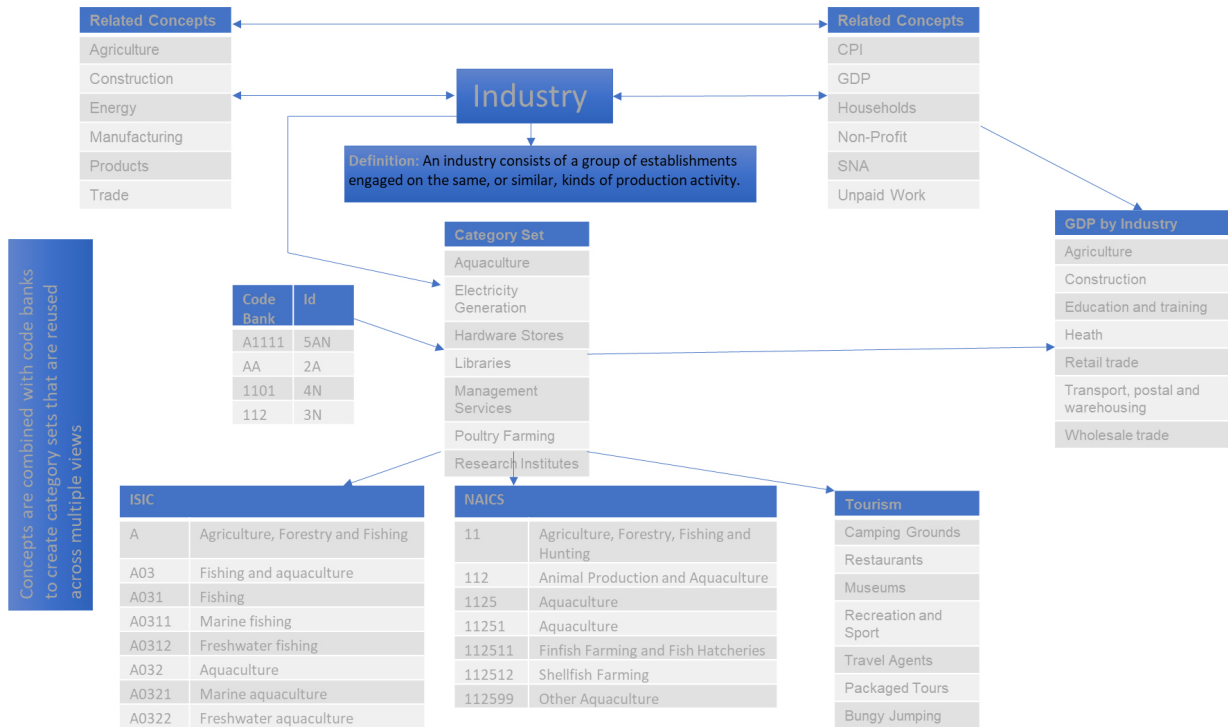 Related Concepts
Agriculture
Construction
Energy
Manufacturing
Products
Trade
Industry
Definition: An industry consists of a group of establishments
engaged on the same, or similar, kinds of production activity.
Related Concepts
CPI
GDP
Households
Non-Profit
SNA
Unpaid Work
GDP by Industry
Agriculture
Construction
Education and training
Heath
Retail trade
Transport, postal and
warehousing
Wholesale trade
Concepts are combined with code banks
to create category sets that are reused
across multiple views
Code
Bank
Id
A1111 5AN
AA 2A
1101 4N
112 3N
Category Set
Aquaculture
Electricity
Generation
Hardware Stores
Libraries
Management
Services
Poultry Farming
Research Institutes
ISIC
A Agriculture, Forestry and Fishing
A03 Fishing and aquaculture
A031 Fishing
A0311 Marine fishing
A0312 Freshwater fishing
A032 Aquaculture
A0321 Marine aquaculture
A0322 Freshwater aquaculture
NAICS
11 Agriculture, Forestry, Fishing and
Hunting
112 Animal Production and Aquaculture
1125 Aquaculture
11251 Aquaculture
112511 Finfish Farming and Fish Hatcheries
112512 Shellfish Farming
112599 Other Aquaculture
Tourism
Camping Grounds
Restaurants
Museums
Recreation and
Sport
Travel Agents
Packaged Tours
Bungy Jumping